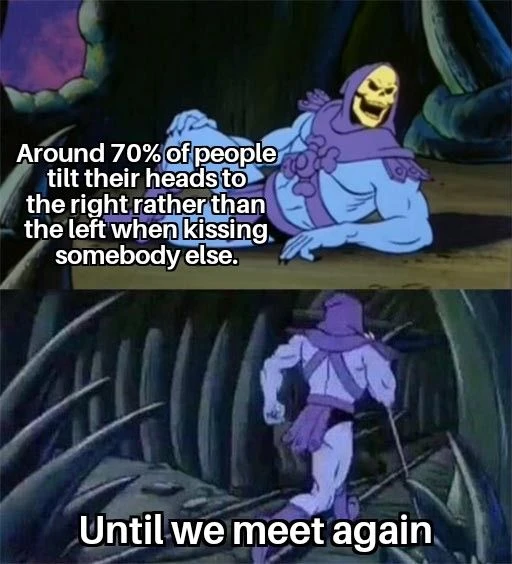 Around 70% of people
tilt their heads to
the right rather than
the left when kissing
somebody else.
Until we meet again